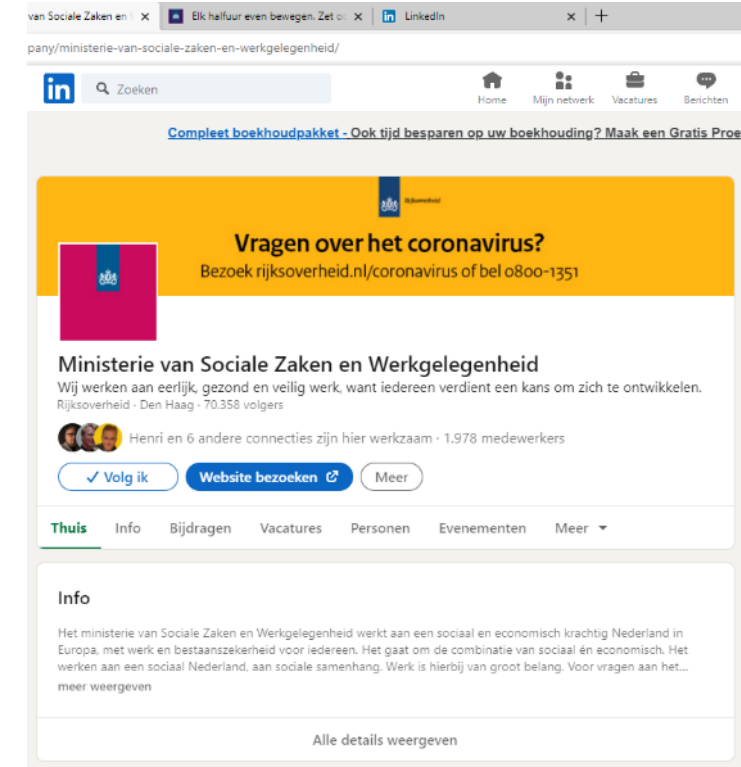 van Sociale Zaken en
Elk halfuur even bewegen. Zet
LinkedIn
pany/ministerie-van-sociale-zaken-en-werkgelegenheid/
in
Zoeken
Home
Mijn netwerk
Vacatures
Berichten
Compleet boekhoudpakket - Ook tijd besparen op uw boekhouding? Maak een Gratis Proe
Rijksoverheid
Vragen over het coronavirus?
Bezoek rijksoverheid.nl/coronavirus of bel 0800-1351
Ministerie van Sociale Zaken en Werkgelegenheid
Wij werken aan eerlijk, gezond en veilig werk, want iedereen verdient een kans om zich te ontwikkelen.
Rijksoverheid · Den Haag · 70.358 volgers
Henri en 6 andere connecties zijn hier werkzaam · 1.978 medewerkers
✓ Volg ik
Website bezoeken
Meer
Thuis
Info
Bijdragen
Vacatures
Personen
Evenementen
Meer
Info
Het ministerie van Sociale Zaken en Werkgelegenheid werkt aan een sociaal en economisch krachtig Nederland in
Europa, met werk en bestaanszekerheid voor iedereen. Het gaat om de combinatie van sociaal én economisch. Het
werken aan een sociaal Nederland, aan sociale samenhang. Werk is hierbij van groot belang. Voor vragen aan het...
meer weergeven
Alle details weergeven